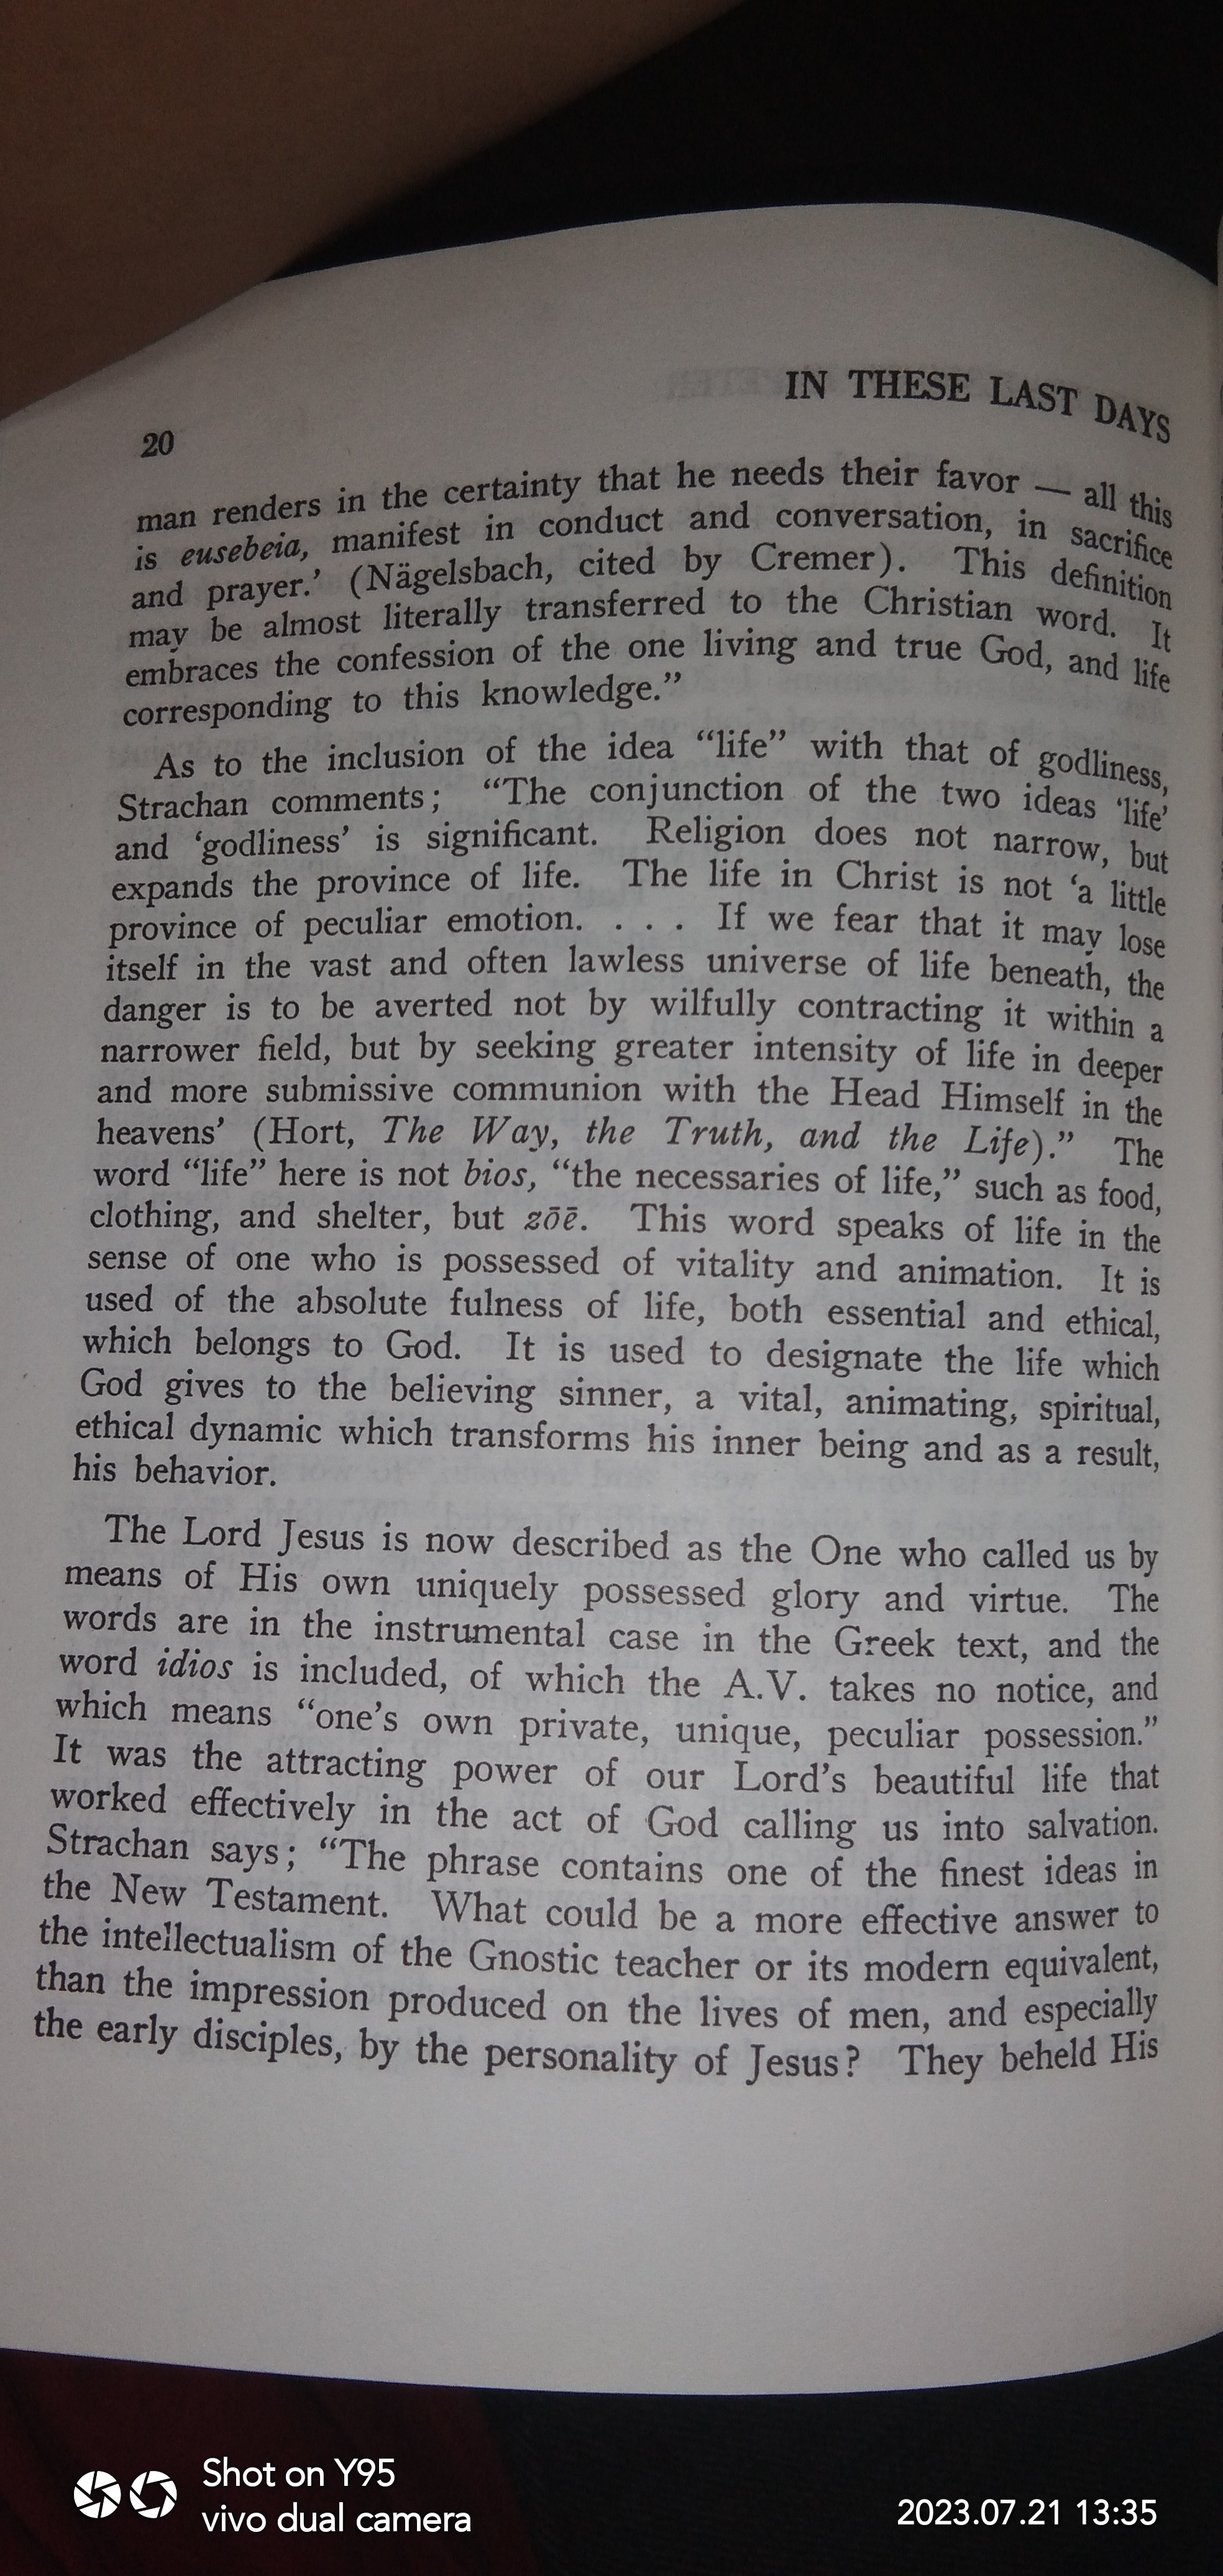 IN THESE LAST DAYS
20
man renders in the certainty that he needs their favor — all this
is eusebeia, manifest in conduct and conversation, in sacrifice
and prayer.’ (Nägelsbach, cited by Cremer). This definition
may be almost literally transferred to the Christian word. It
embraces the confession of the one living and true God, and life
corresponding to this knowledge.”
As to the inclusion of the idea “life” with that of godliness,
Strachan comments; “The conjunction of the two ideas ‘life’
and ‘godliness’ is significant. Religion does not narrow, but
expands the province of life. The life in Christ is not ‘a little
province of peculiar emotion. . . . If we fear that it may lose
itself in the vast and often lawless universe of life beneath, the
danger is to be averted not by wilfully contracting it within a
narrower field, but by seeking greater intensity of life in deeper
and more submissive communion with the Head Himself in the
heavens’ (Hort, The Way, the Truth, and the Life).” The
word “life” here is not bios, “the necessaries of life,” such as food,
clothing, and shelter, but zōē. This word speaks of life in the
sense of one who is possessed of vitality and animation. It is
used of the absolute fulness of life, both essential and ethical,
which belongs to God. It is used to designate the life which
God gives to the believing sinner, a vital, animating, spiritual,
ethical dynamic which transforms his inner being and as a result,
his behavior.
The Lord Jesus is now described as the One who called us by
means of His own uniquely possessed glory and virtue. The
words are in the instrumental case in the Greek text, and the
word idios is included, of which the A.V. takes no notice, and
which means “one’s own private, unique, peculiar possession.”
It was the attracting power of our Lord’s beautiful life that
worked effectively in the act of God calling us into salvation.
Strachan says; “The phrase contains one of the finest ideas in
the New Testament. What could be a more effective answer to
the intellectualism of the Gnostic teacher or its modern equivalent,
than the impression produced on the lives of men, and especially
the early disciples, by the personality of Jesus? They beheld His
Shot on Y95
vivo dual camera
2023.07.21 13:35